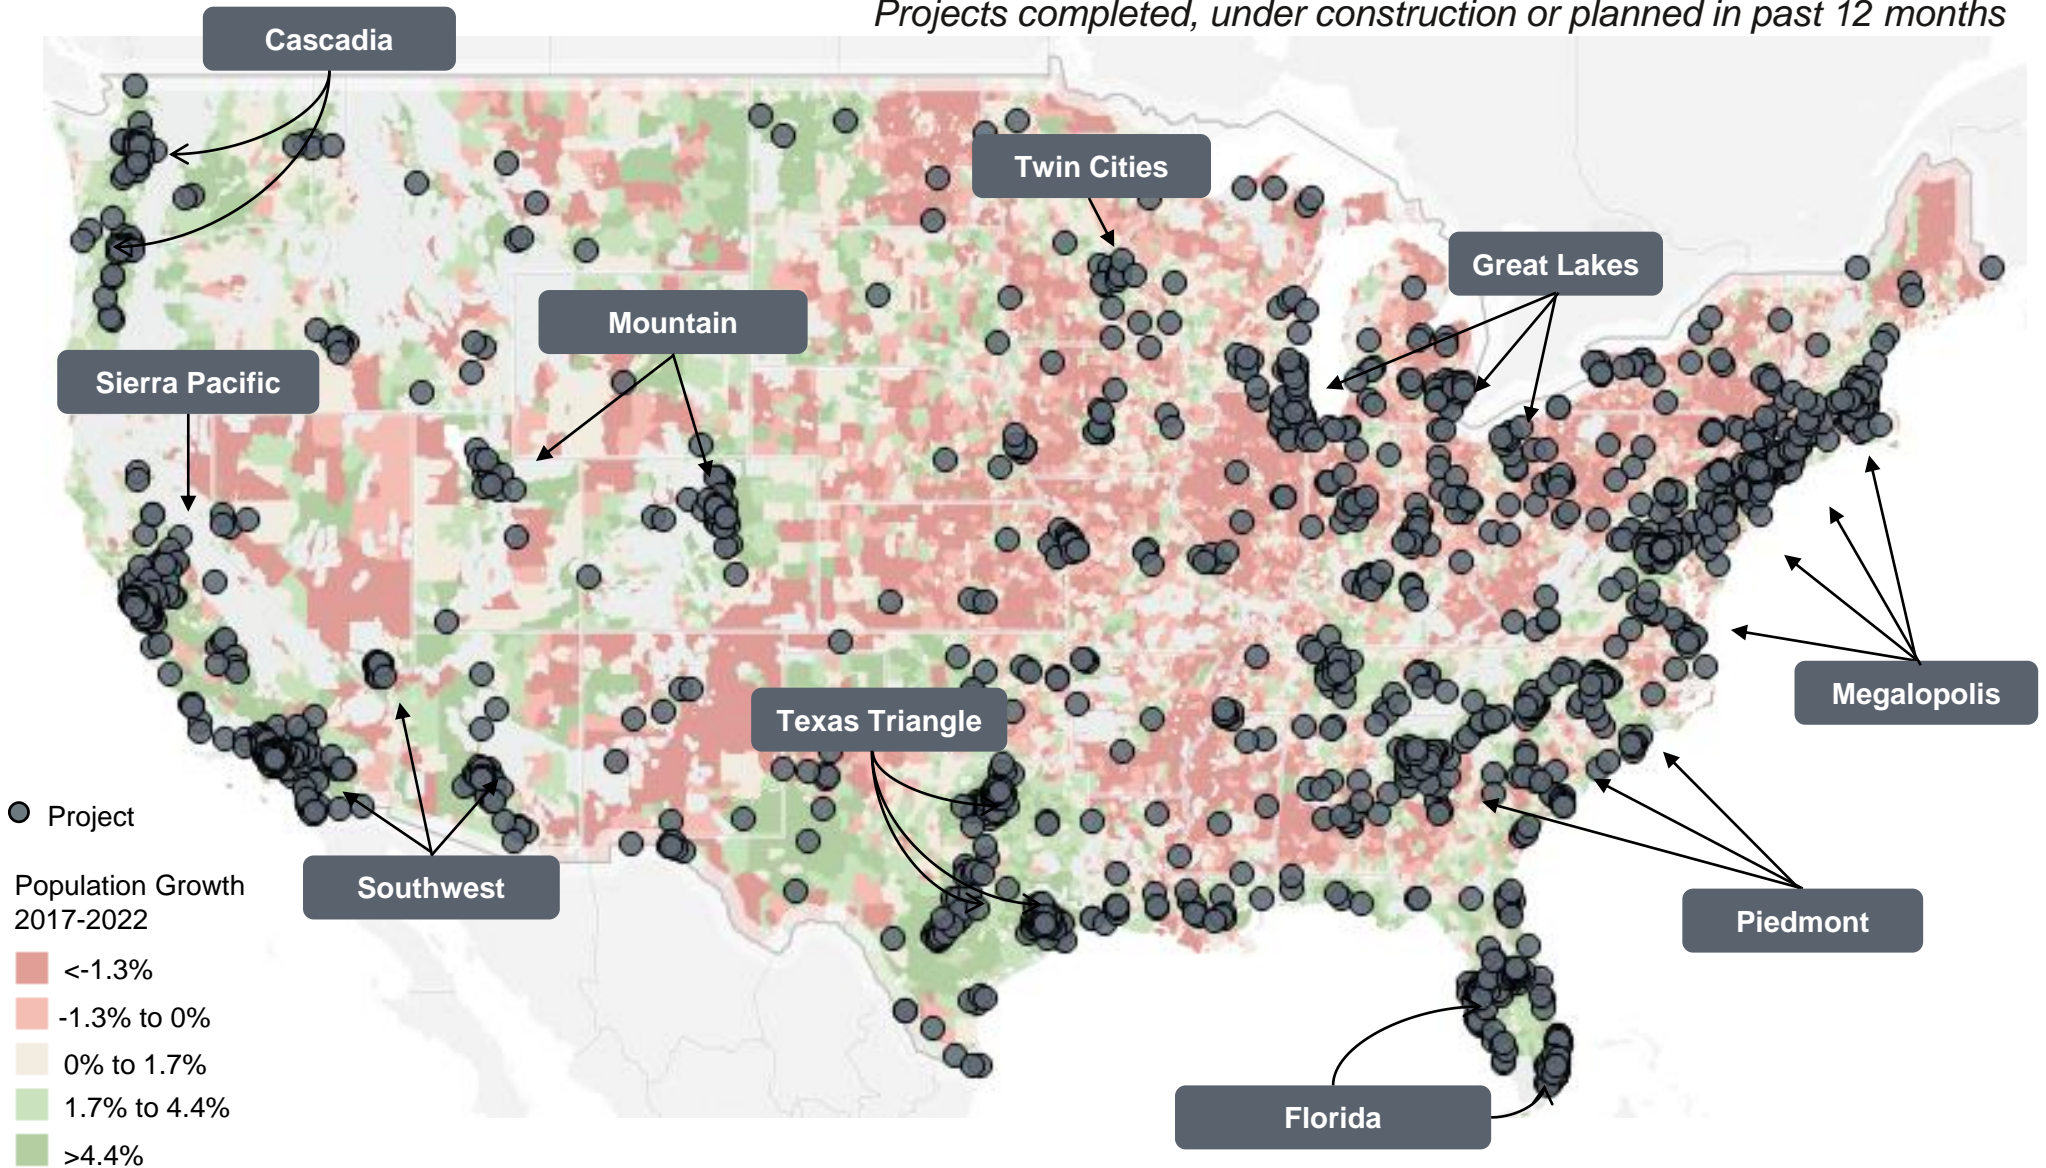 Projects completed, under construction or planned in past 12 months
Cascadia
Twin Cities
Great Lakes
Mountain
Sierra Pacific
Megalopolis
Texas Triangle
Southwest
Piedmont
Florida
Project
Population Growth
2017-2022
<-1.3%
-1.3% to 0%
0% to 1.7%
1.7% to 4.4%
>4.4%